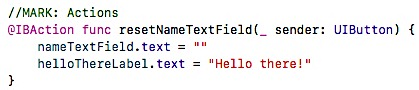 //MARK: Actions
@IBAction func resetNameTextField(_ sender: UIButton) {
    nameTextField.text = ""
    helloThereLabel.text = "Hello there!"
}